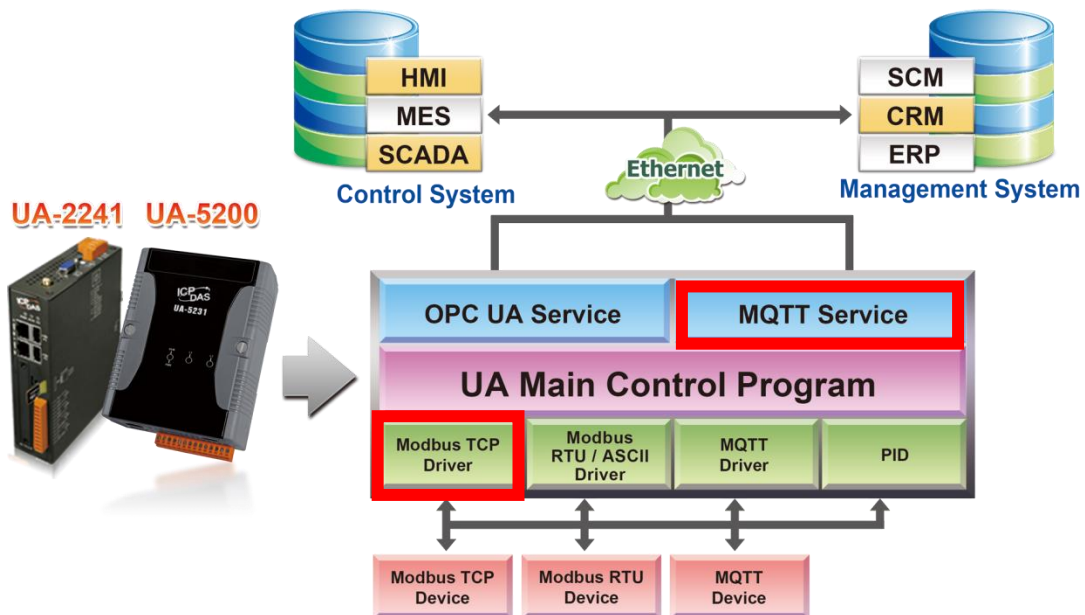 HMI
MES
SCADA
Control System
SCM
CRM
ERP
Management System
Ethernet
UA-2241 UA-5200
ICP DAS
ICP DAS
UA-5231
OPC UA Service
MQTT Service
UA Main Control Program
Modbus TCP
Driver
Modbus
RTU / ASCII
Driver
MQTT
Driver
PID
Modbus TCP
Device
Modbus RTU
Device
MQTT
Device